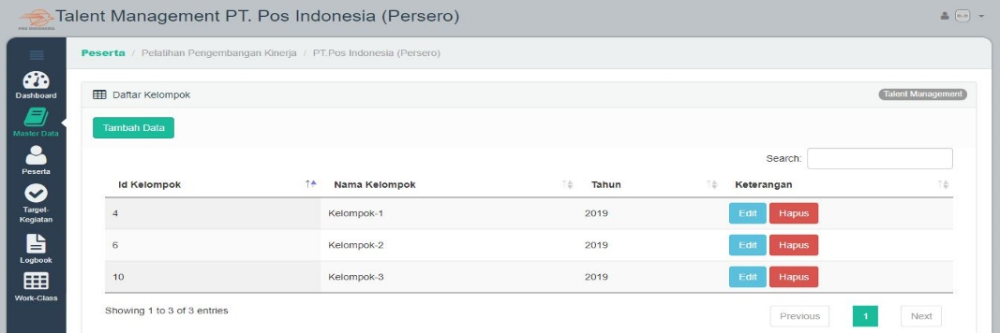 Talent Management PT. Pos Indonesia (Persero)
POS INDONESIA
Peserta / Pelatihan Pengembangan Kinerja / PT.Pos Indonesia (Persero)
Dashboard
Master Data
Peserta
Target-
Kegiatan
Logbook
Work-Class
Daftar Kelompok
Talent Management
Tambah Data
Search:
Id Kelompok Nama Kelompok Tahun Keterangan
4 Kelompok-1 2019 Edit Hapus
6 Kelompok-2 2019 Edit Hapus
10 Kelompok-3 2019 Edit Hapus
Showing 1 to 3 of 3 entries
Previous 1 Next